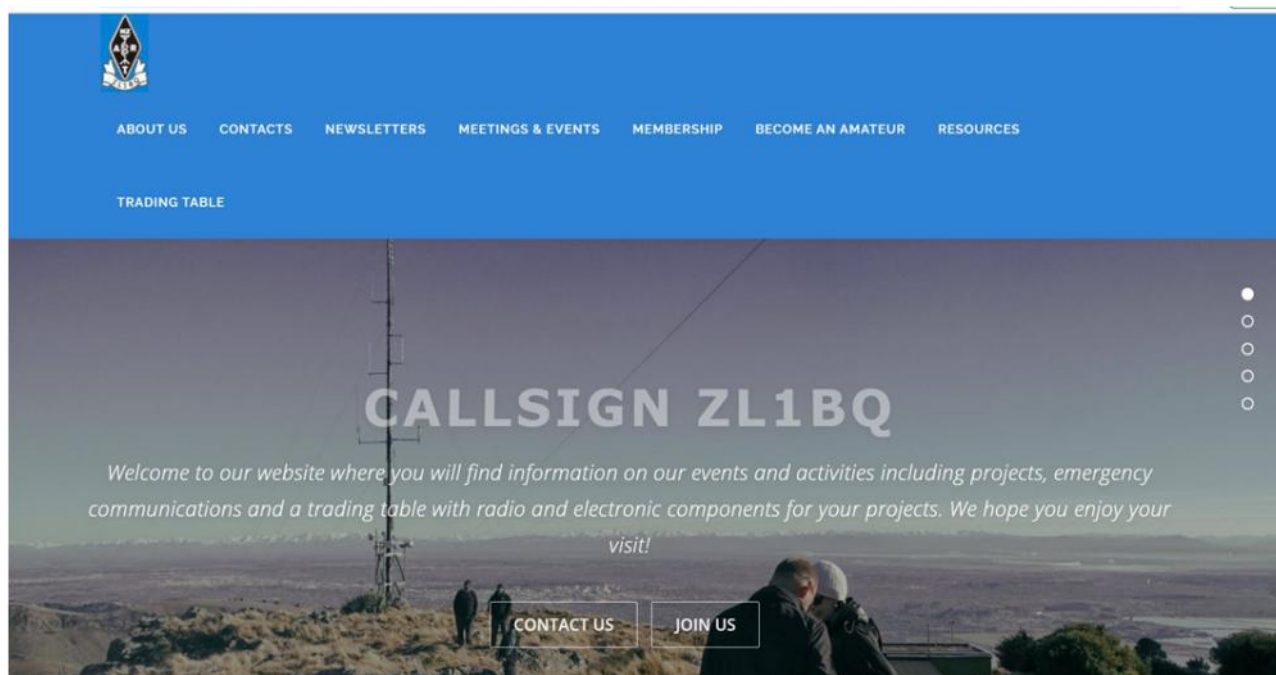 ZL1BQ
ABOUT US CONTACTS NEWSLETTERS MEETINGS & EVENTS MEMBERSHIP BECOME AN AMATEUR RESOURCES
TRADING TABLE
CALLSIGN ZL1BQ
Welcome to our website where you will find information on our events and activities including projects, emergency
communications and a trading table with radio and electronic components for your projects. We hope you enjoy your
visit!
CONTACT US JOIN US